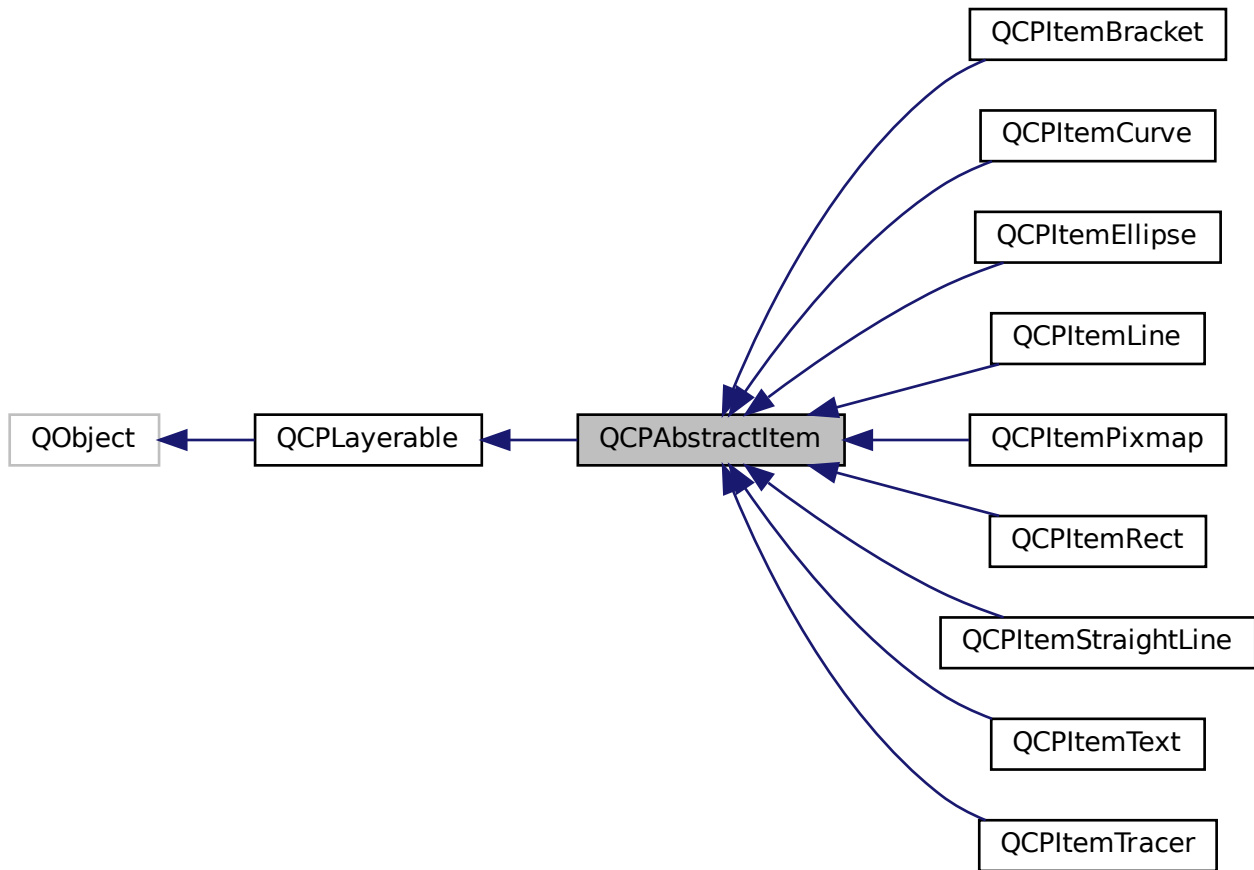 QCPItemBracket
QCPItemCurve
QCPItemEllipse
QCPItemLine
QObject
QCPLayerable
QCPAbstractItem
QCPItemPixmap
QCPItemRect
QCPItemStraightLine
QCPItemText
QCPItemTracer